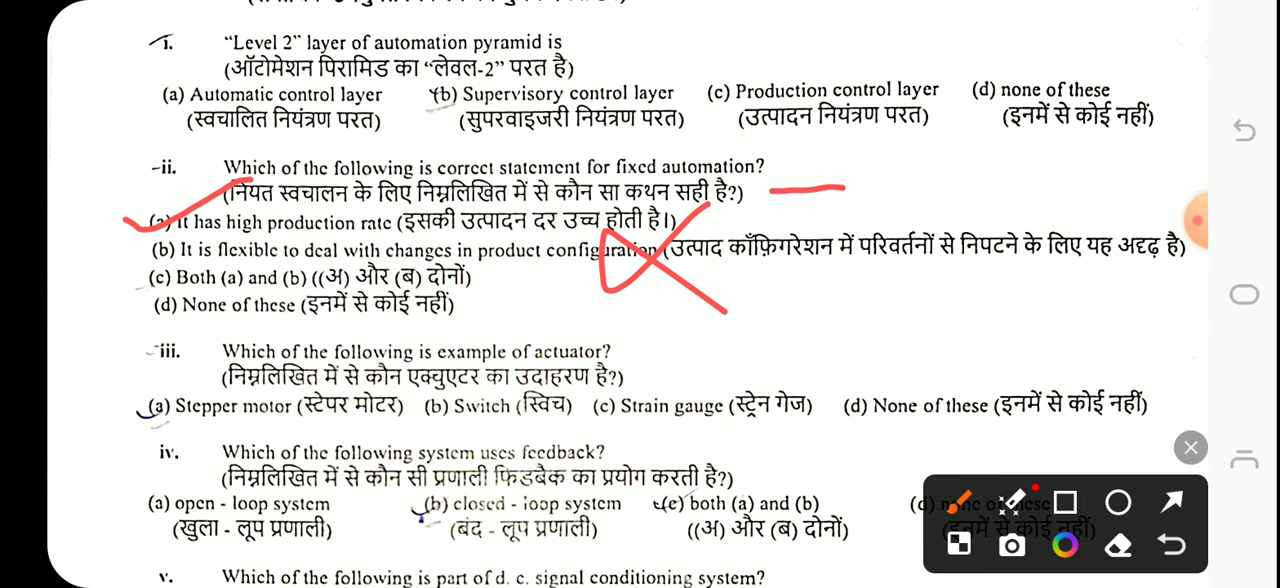 i. "Level 2" layer of automation pyramid is
(ऑटोमेशन पिरामिड का "लेवल-2" परत है)
(a) Automatic control layer (b) Supervisory control layer (c) Production control layer (d) none of these
(स्वचालित नियंत्रण परत) (सुपरवाइजरी नियंत्रण परत) (उत्पादन नियंत्रण परत) (इनमें से कोई नहीं)
ii. Which of the following is correct statement for fixed automation?
(नियत स्वचालन के लिए निम्नलिखित में से कौन सा कथन सही है?)
(a) It has high production rate (इसकी उत्पादन दर उच्च होती है।)
(b) It is flexible to deal with changes in product configuration (उत्पाद कॉंफ़िगरेशन में परिवर्तनों से निपटने के लिए यह अदृढ़ है)
(c) Both (a) and (b) ((अ) और (ब) दोनों)
(d) None of these (इनमें से कोई नहीं)
iii. Which of the following is example of actuator?
(निम्नलिखित में से कौन एक्चुएटर का उदाहरण है?)
(a) Stepper motor (स्टेपर मोटर) (b) Switch (स्विच) (c) Strain gauge (स्ट्रेन गेज) (d) None of these (इनमें से कोई नहीं)
iv. Which of the following system uses feedback?
(निम्नलिखित में से कौन सी प्रणाली फिडबैक का प्रयोग करती है?)
(a) open - loop system (b) closed - loop system (c) both (a) and (b) (d) none of these
(खुला - लूप प्रणाली) (बंद - लूप प्रणाली) ((अ) और (ब) दोनों) (इनमें से कोई नहीं)
v. Which of the following is part of d. c. signal conditioning system?